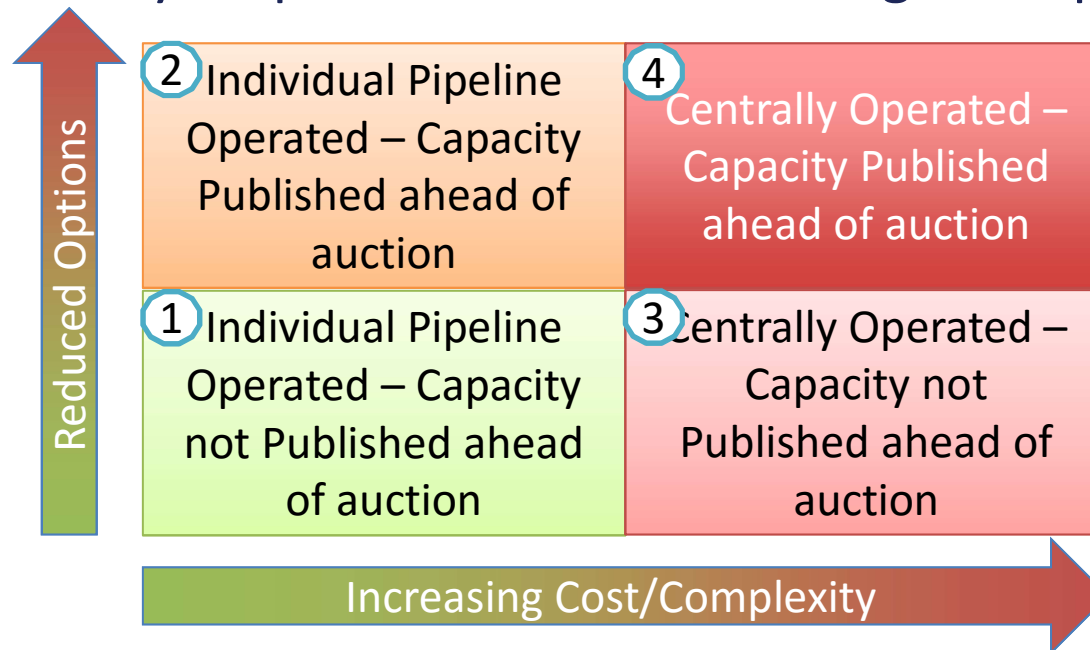 Reduced Options
2
Individual Pipeline
Operated – Capacity
Published ahead of
auction
4
Centrally Operated –
Capacity Published
ahead of auction
1
Individual Pipeline
Operated – Capacity
not Published ahead
of auction
3
Centrally Operated –
Capacity not
Published ahead of
auction
Increasing Cost/Complexity